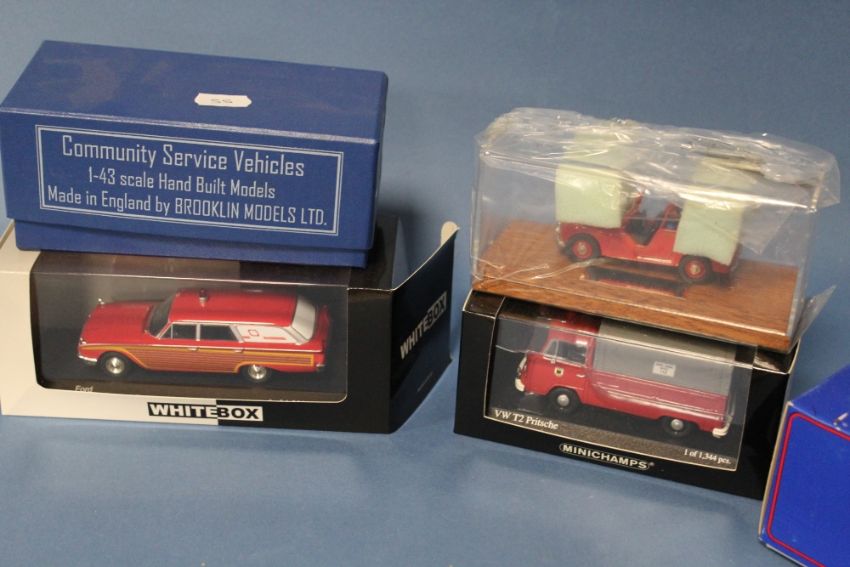 55
Community Service Vehicles
1-43 scale Hand Built Models
Made in England by BROOKLIN MODELS LTD.
Ford
WHITEBOX
WHITEBOX
VW T2 Pritsche
1 of 1,344 pcs.
MINICHAMPS